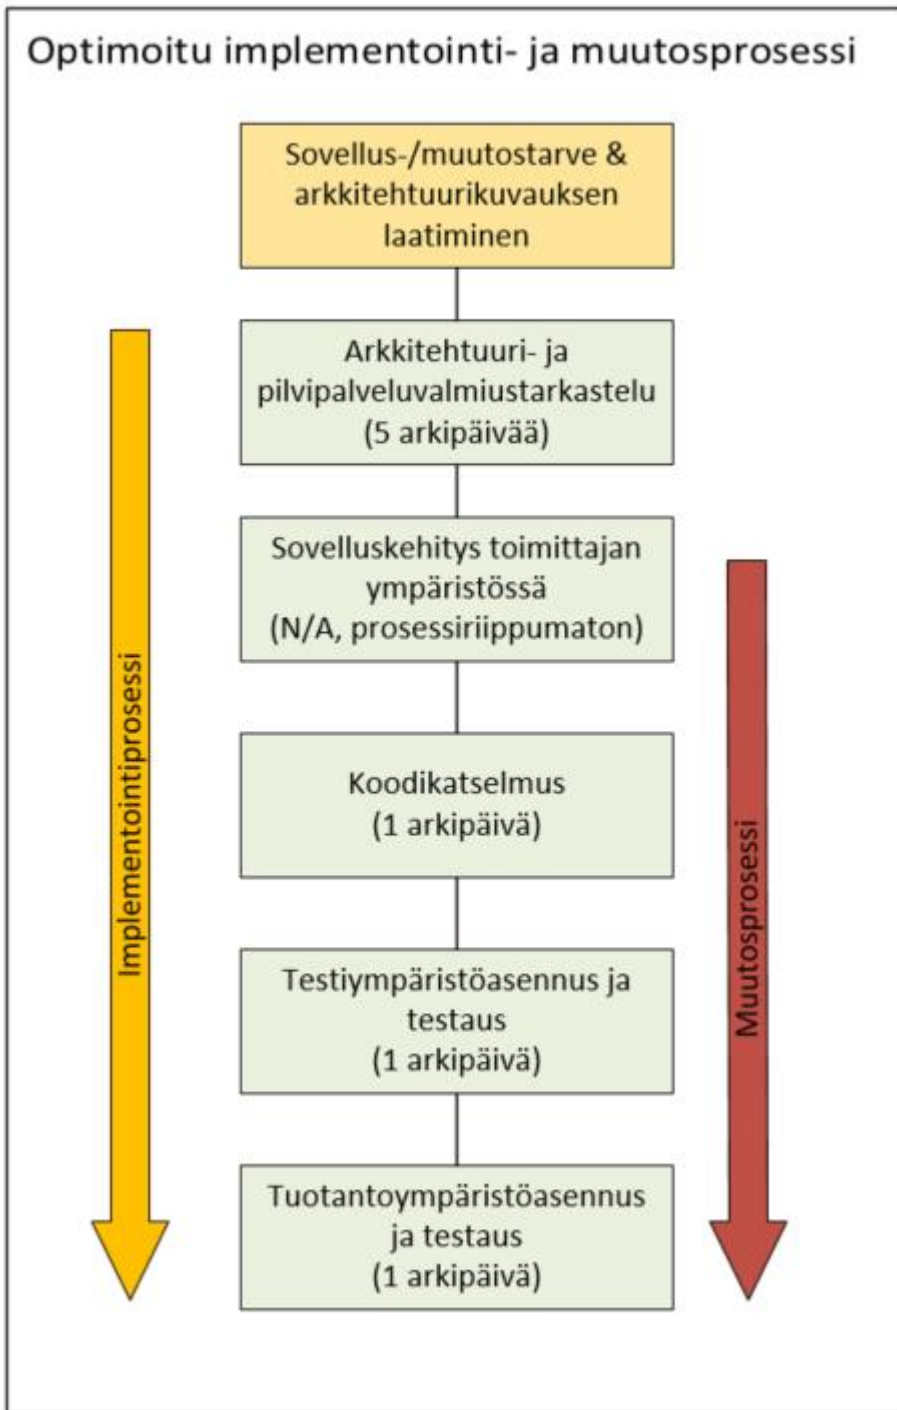 Optimoitu implementointi- ja muutosprosessi
Sovellus-/muutostarve &
arkkitehtuurikuvauksen
laatiminen
Arkkitehtuuri- ja
pilvipalveluvalmiustarkastelu
(5 arkipäivää)
Sovelluskehitys toimittajan
ympäristössä
(N/A, prosessiriippumaton)
Koodikatselmus
(1 arkipäivä)
Testiympäristöasennus ja
testaus
(1 arkipäivä)
Tuotantoympäristöasennus
ja testaus
(1 arkipäivä)
Implementointiprosessi
Muutosprosessi